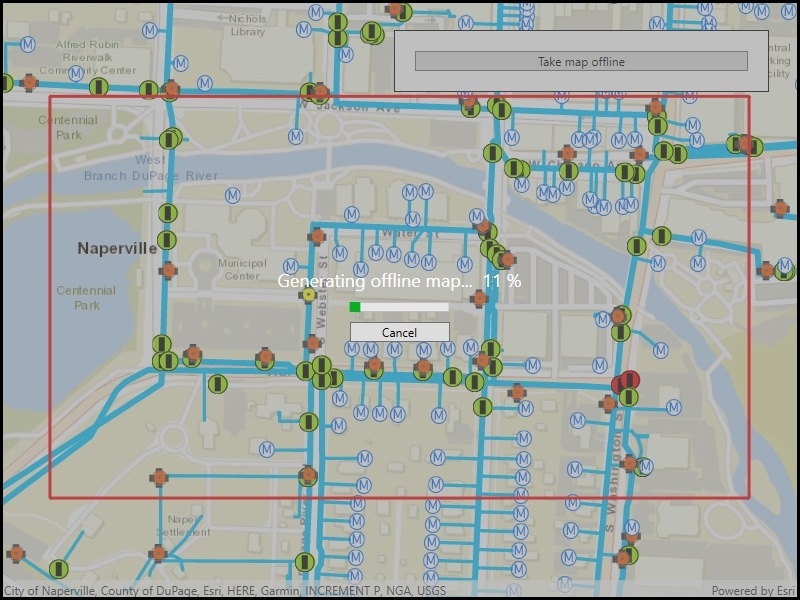 Nichols
Library
Alfred Rubin
Riverwalk
Community Center
Take map offline
W Jackson Ave
Centennial
Park
West
Branch DuPage River
Water St
Naperville
Municipal
Center
Generating offline map... 11 %
Centennial
Park
S Webster St
Cancel
S Washington S
Naper
Settlement
City of Naperville, County of DuPage, Esri, HERE, Garmin, INCREMENT P, NGA, USGS
Powered by Esri